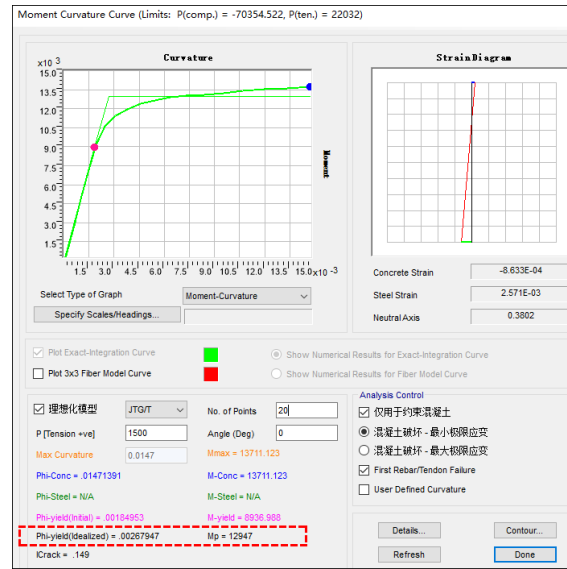 Moment Curvature Curve (Limits: P(comp.) = -70354.522, P(ten.) = 22032)
Curvature
x10 3
15.0
13.5
12.0
10.5
9.0
7.5
6.0
4.5
3.0
1.5
Moment
1.5 3.0 4.5 6.0 7.5 9.0 10.5 12.0 13.5 15.0 x10 -3
Select Type of Graph Moment-Curvature
Specify Scales/Headings...
StrainDiagram
Concrete Strain -8.633E-04
Steel Strain 2.571E-03
Neutral Axis 0.3802
Plot Exact-Integration Curve Show Numerical Results for Exact-Integration Curve
Plot 3x3 Fiber Model Curve Show Numerical Results for Fiber Model Curve
理想化模型 JTG/T No. of Points 20
P [Tension +ve] 1500 Angle (Deg) 0
Max Curvature 0.0147 Mmax = 13711.123
Phi-Conc = .01471391 M-Conc = 13711.123
Phi-Steel = N/A M-Steel = N/A
Phi-yield(Initial) = .00184953 M-yield = 8936.988
Phi-yield(Idealized) = .00267947 Mp = 12947
ICrack = .149
Analysis Control
仅用于约束混凝土
混凝土破坏 - 最小极限应变
混凝土破坏 - 最大极限应变
First Rebar/Tendon Failure
User Defined Curvature
Details... Contour...
Refresh Done